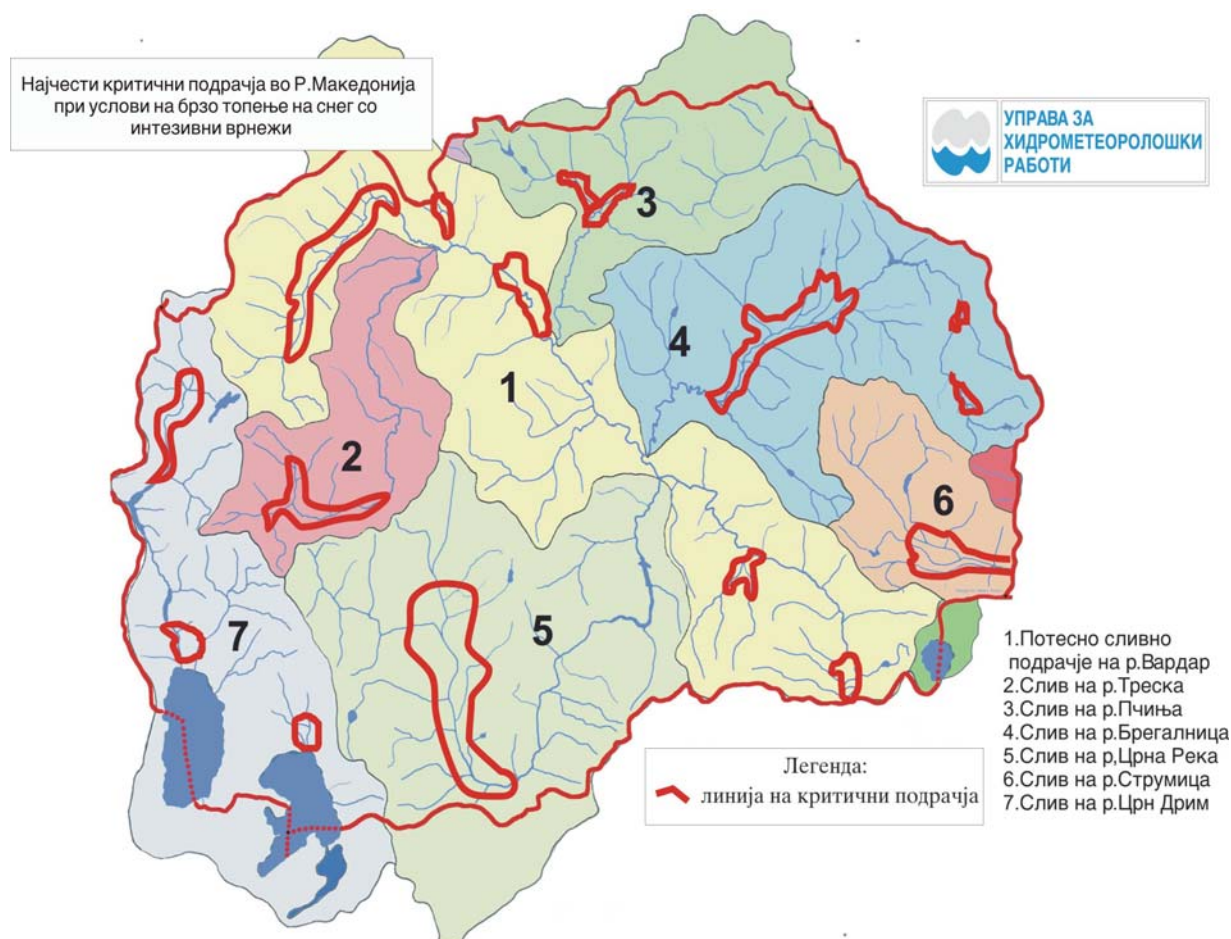 Најчести критични подрачја во Р.Македонија
при услови на брзо топење на снег со
интезивни врнежи
УПРАВА ЗА
ХИДРОМЕТЕОРОЛОШКИ
РАБОТИ
3
4
1
2
6
5
7
1.Потесно сливно
подрачје на р.Вардар
2.Слив на р.Треска
3.Слив на р.Пчиња
4.Слив на р.Брегалница
5.Слив на р,Црна Река
6.Слив на р.Струмица
7.Слив на р.Црн Дрим
Легенда:
линија на критични подрачја